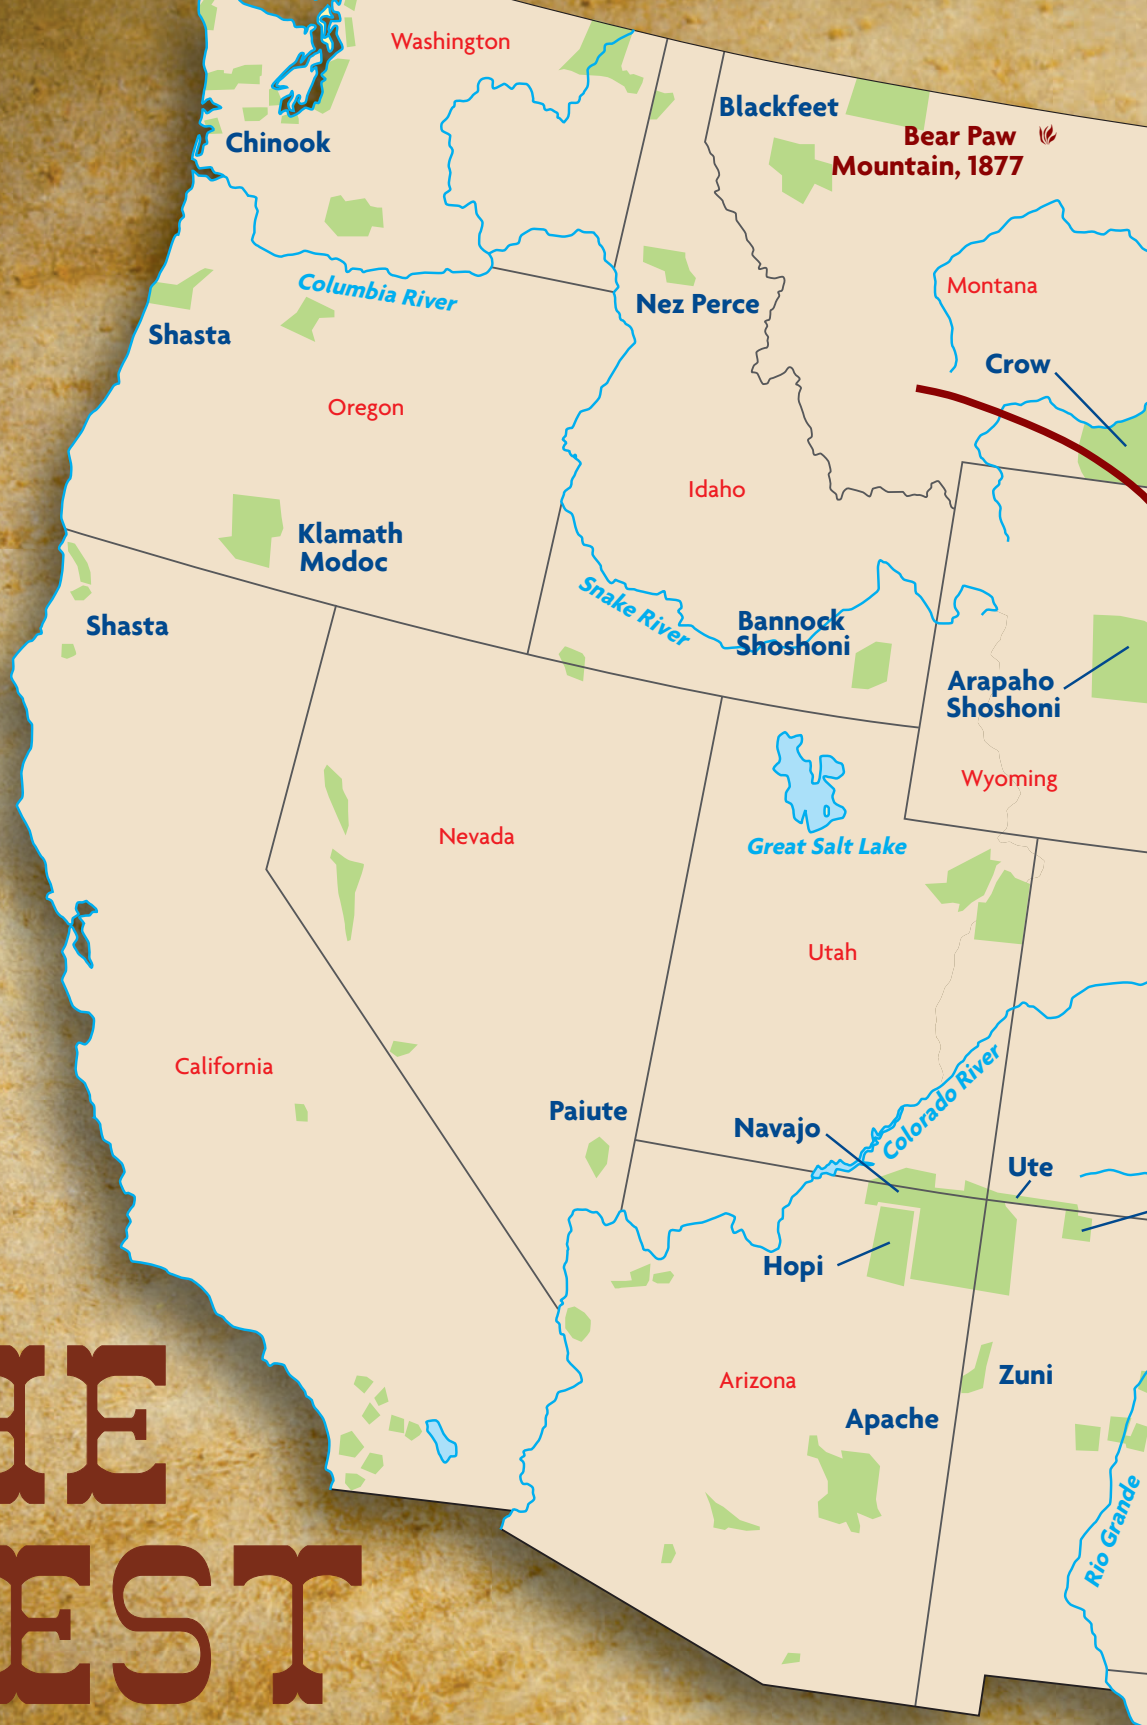 Washington
Blackfeet
Bear Paw
Mountain, 1877
Chinook
Columbia River
Montana
Nez Perce
Shasta
Crow
Oregon
Idaho
Klamath
Modoc
Snake River
Shasta
Bannock
Shoshoni
Arapaho
Shoshoni
Wyoming
Nevada
Great Salt Lake
Utah
California
Colorado River
Paiute
Navajo
Ute
Hopi
Arizona
Zuni
Apache
Rio Grande
HE
EST